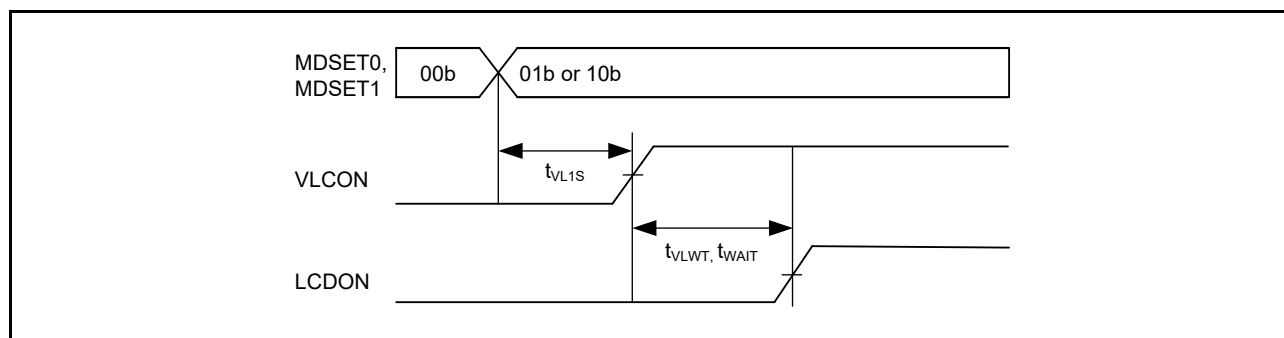 MDSET0,
MDSET1
00b
01b or 10b
tVL1S
VLCON
tVLWT, tWAIT
LCDON